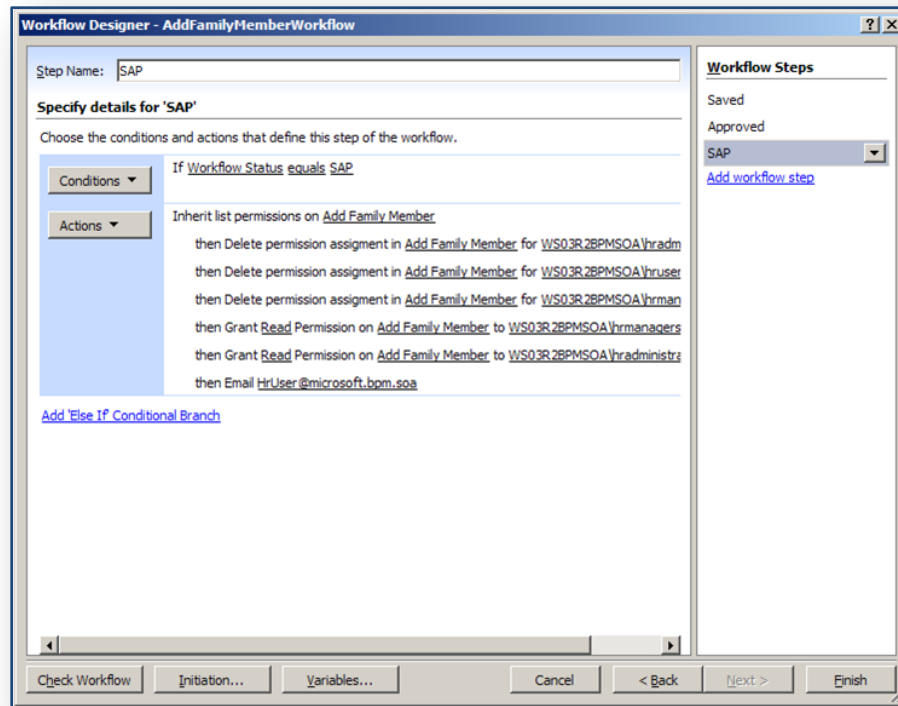 Workflow Designer - AddFamilyMemberWorkflow
Step Name: SAP
Specify details for 'SAP'
Choose the conditions and actions that define this step of the workflow.
Conditions
If Workflow Status equals SAP
Actions
Inherit list permissions on Add Family Member
then Delete permission assigment in Add Family Member for WS03R2BPMSOA\hradm
then Delete permission assigment in Add Family Member for WS03R2BPMSOA\hruser
then Delete permission assigment in Add Family Member for WS03R2BPMSOA\hrman
then Grant Read Permission on Add Family Member to WS03R2BPMSOA\hrmanagers
then Grant Read Permission on Add Family Member to WS03R2BPMSOA\hradministra
then Email HrUser@microsoft.bpm.soa
Add 'Else If' Conditional Branch
Workflow Steps
Saved
Approved
SAP
Add workflow step
Check Workflow
Initiation...
Variables...
Cancel
< Back
Next >
Finish